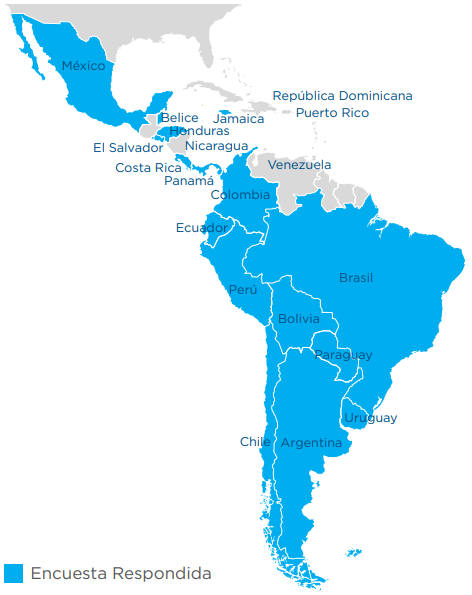 México
República Dominicana
Puerto Rico
Belice
Jamaica
Honduras
El Salvador
Nicaragua
Costa Rica
Panamá
Venezuela
Colombia
Ecuador
Brasil
Perú
Bolivia
Paraguay
Uruguay
Chile
Argentina
Encuesta Respondida